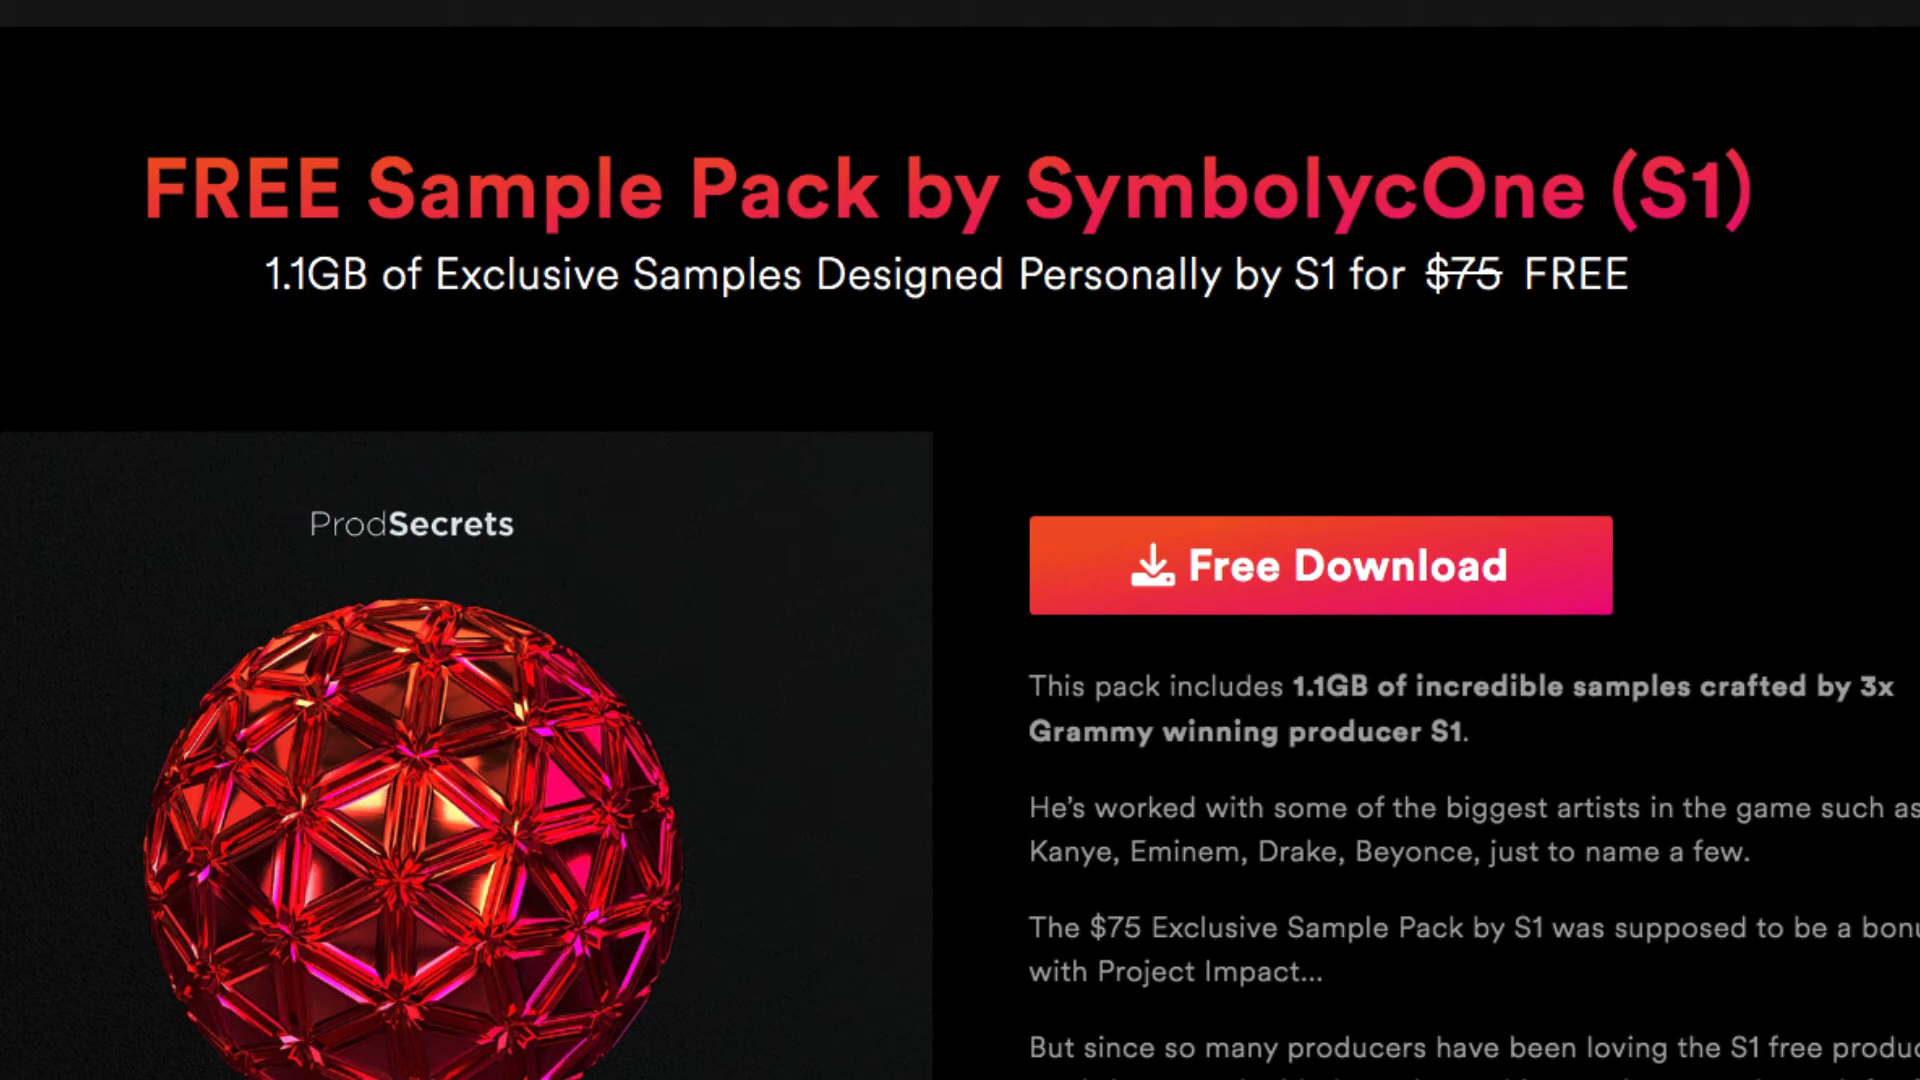 FREE Sample Pack by SymbolycOne (S1)
1.1GB of Exclusive Samples Designed Personally by S1 for $75 FREE
ProdSecrets
Free Download
This pack includes 1.1GB of incredible samples crafted by 3x
Grammy winning producer S1.
He's worked with some of the biggest artists in the game such as
Kanye, Eminem, Drake, Beyonce, just to name a few.
The $75 Exclusive Sample Pack by S1 was supposed to be a
with Project Impact...
But since so many producers have been loving the S1 free